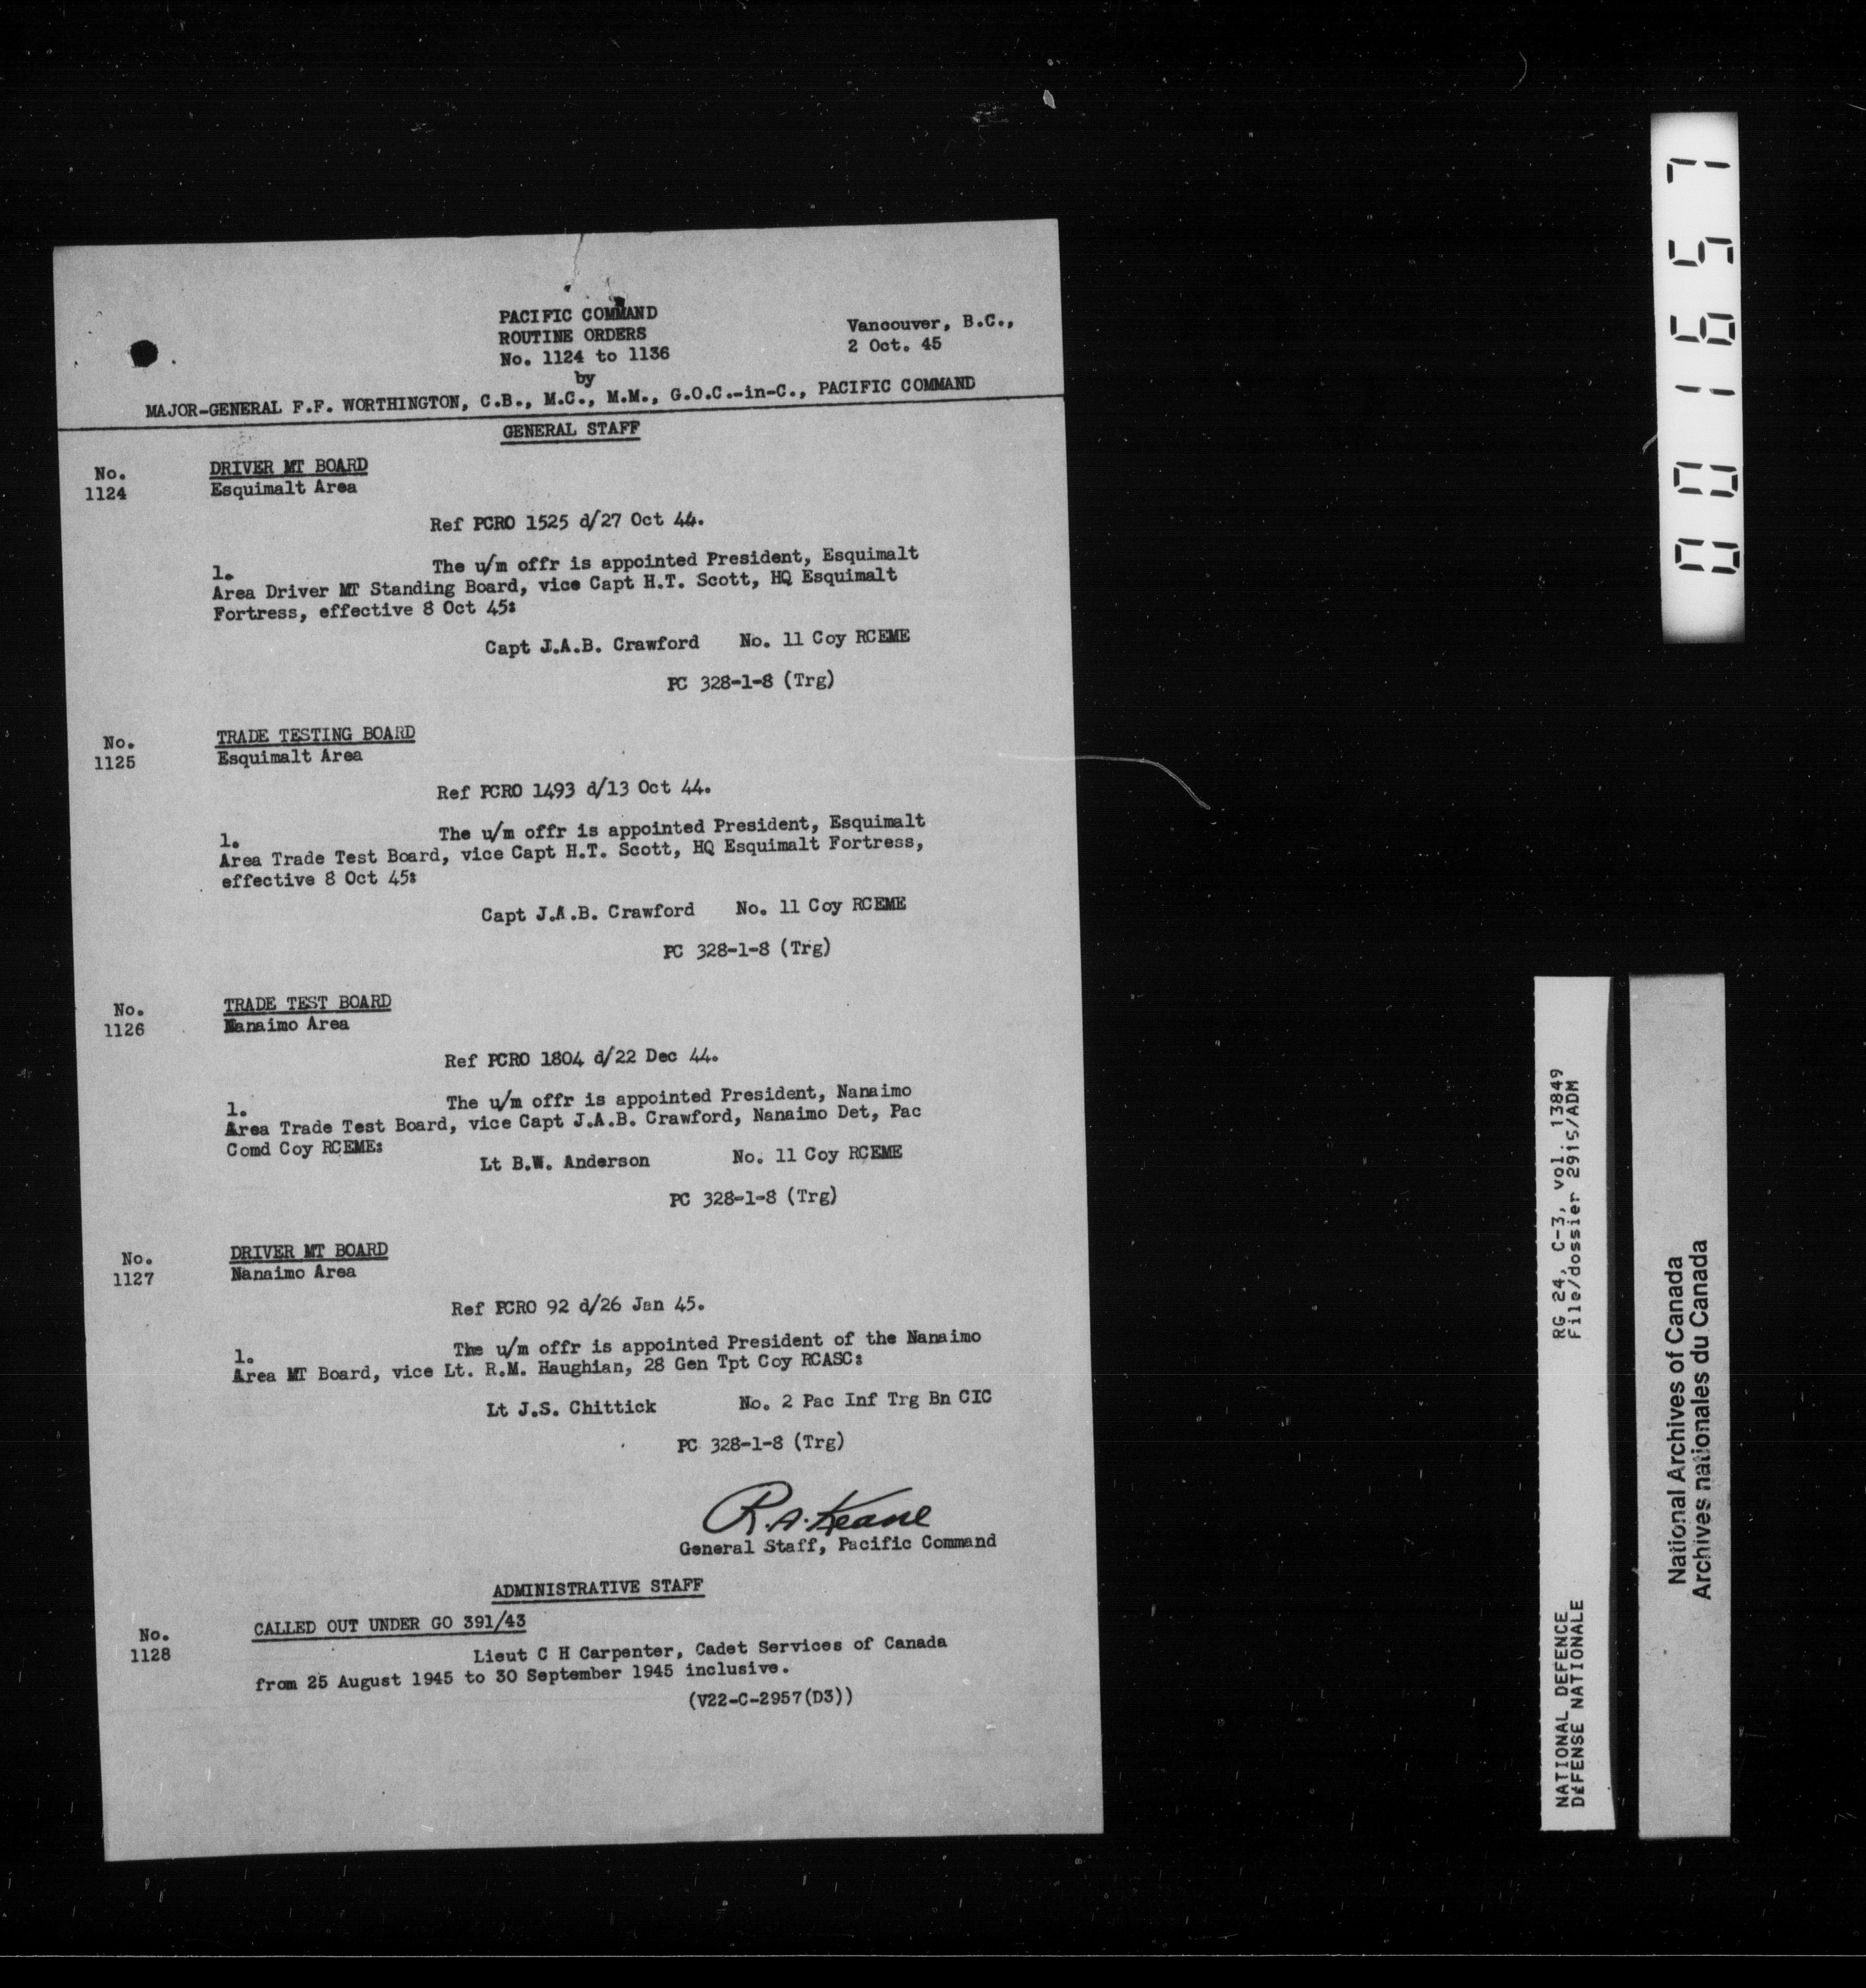 PACIFIC COMMAND
ROUTINE ORDERS
No. 1124 to 1136
Vancouver, B.C.,
2 Oct. 45
by
MAJOR-GENERAL F.F. WORTHINGTON, C.B., M.C., M.M., G.O.C.-in-C., PACIFIC COMMAND
GENERAL STAFF
No.
1124
DRIVER MT BOARD
Esquimalt Area
Ref PCRO 1525 d/27 Oct 44.
1. The u/m offr is appointed President, Esquimalt
Area Driver MT Standing Board, vice Capt H.T. Scott, HQ Esquimalt
Fortress, effective 8 Oct 45:
Capt J.A.B. Crawford No. 11 Coy RCEME
PC 328-1-8 (Trg)
No.
1125
TRADE TESTING BOARD
Esquimalt Area
Ref PCRO 1493 d/13 Oct 44.
1. The u/m offr is appointed President, Esquimalt
Area Trade Test Board, vice Capt H.T. Scott, HQ Esquimalt Fortress,
effective 8 Oct 45:
Capt J.A.B. Crawford No. 11 Coy RCEME
PC 328-1-8 (Trg)
No.
1126
TRADE TEST BOARD
Nanaimo Area
Ref PCRO 1804 d/22 Dec 44.
1. The u/m offr is appointed President, Nanaimo
Area Trade Test Board, vice Capt J.A.B. Crawford, Nanaimo Det, Pac
Comd Coy RCEME:
Lt B.W. Anderson No. 11 Coy RCEME
PC 328-1-8 (Trg)
No.
1127
DRIVER MT BOARD
Nanaimo Area
Ref PCRO 92 d/26 Jan 45.
1. The u/m offr is appointed President of the Nanaimo
Area MT Board, vice Lt. R.M. Haughian, 28 Gen Tpt Coy RCASC:
Lt J.S. Chittick No. 2 Pac Inf Trg Bn CIC
PC 328-1-8 (Trg)
R.A. Keane
General Staff, Pacific Command
ADMINISTRATIVE STAFF
No.
1128
CALLED OUT UNDER GO 391/43
Lieut C H Carpenter, Cadet Services of Canada
from 25 August 1945 to 30 September 1945 inclusive.
(V22-C-2957(D3))
001657
NATIONAL DEFENCE RG 24, C-3, vol. 13849
DÉFENSE NATIONALE File/dossier 2915/ADM
National Archives of Canada
Archives nationales du Canada